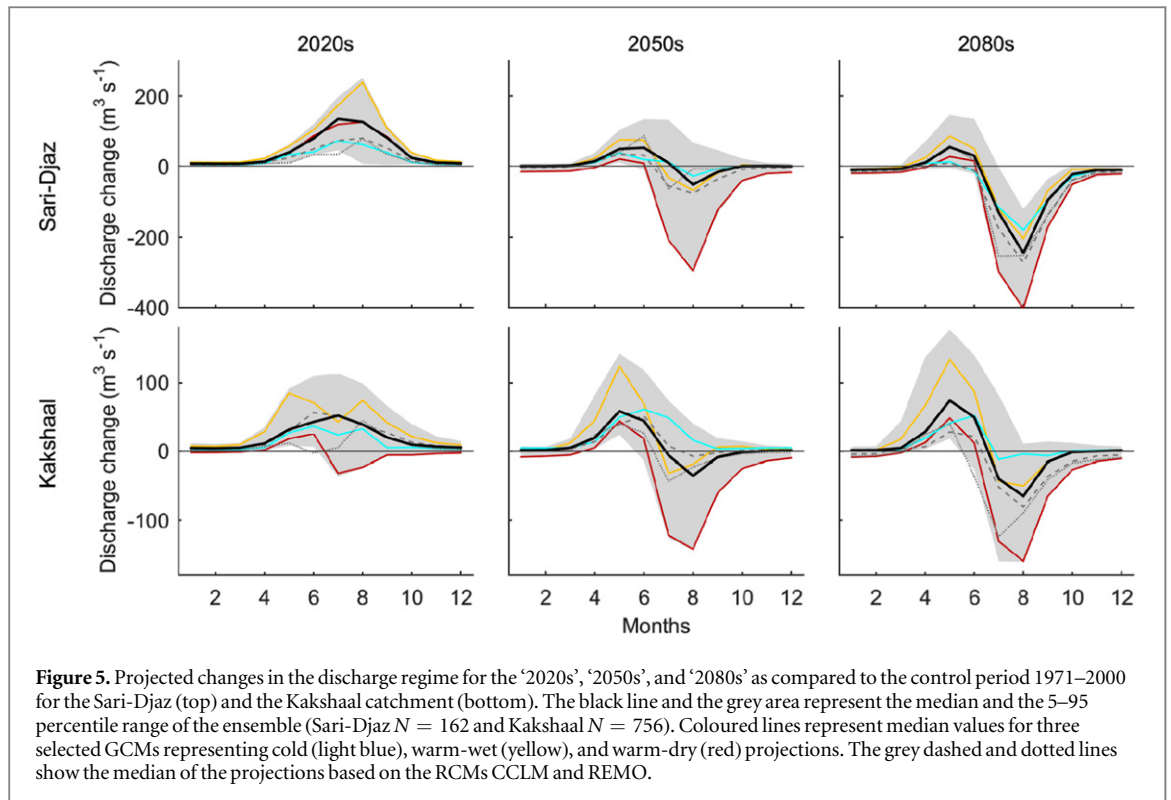 2020s 2050s 2080s
Sari-Djaz
Discharge change (m³ s⁻¹)
200
0
-200
-400
Kakshaal
Discharge change (m³ s⁻¹)
100
0
-100
2 4 6 8 10 12 2 4 6 8 10 12 2 4 6 8 10 12
Months
Figure 5. Projected changes in the discharge regime for the ‘2020s’, ‘2050s’, and ‘2080s’ as compared to the control period 1971–2000
for the Sari-Djaz (top) and the Kakshaal catchment (bottom). The black line and the grey area represent the median and the 5–95
percentile range of the ensemble (Sari-Djaz N = 162 and Kakshaal N = 756). Coloured lines represent median values for three
selected GCMs representing cold (light blue), warm-wet (yellow), and warm-dry (red) projections. The grey dashed and dotted lines
show the median of the projections based on the RCMs CCLM and REMO.